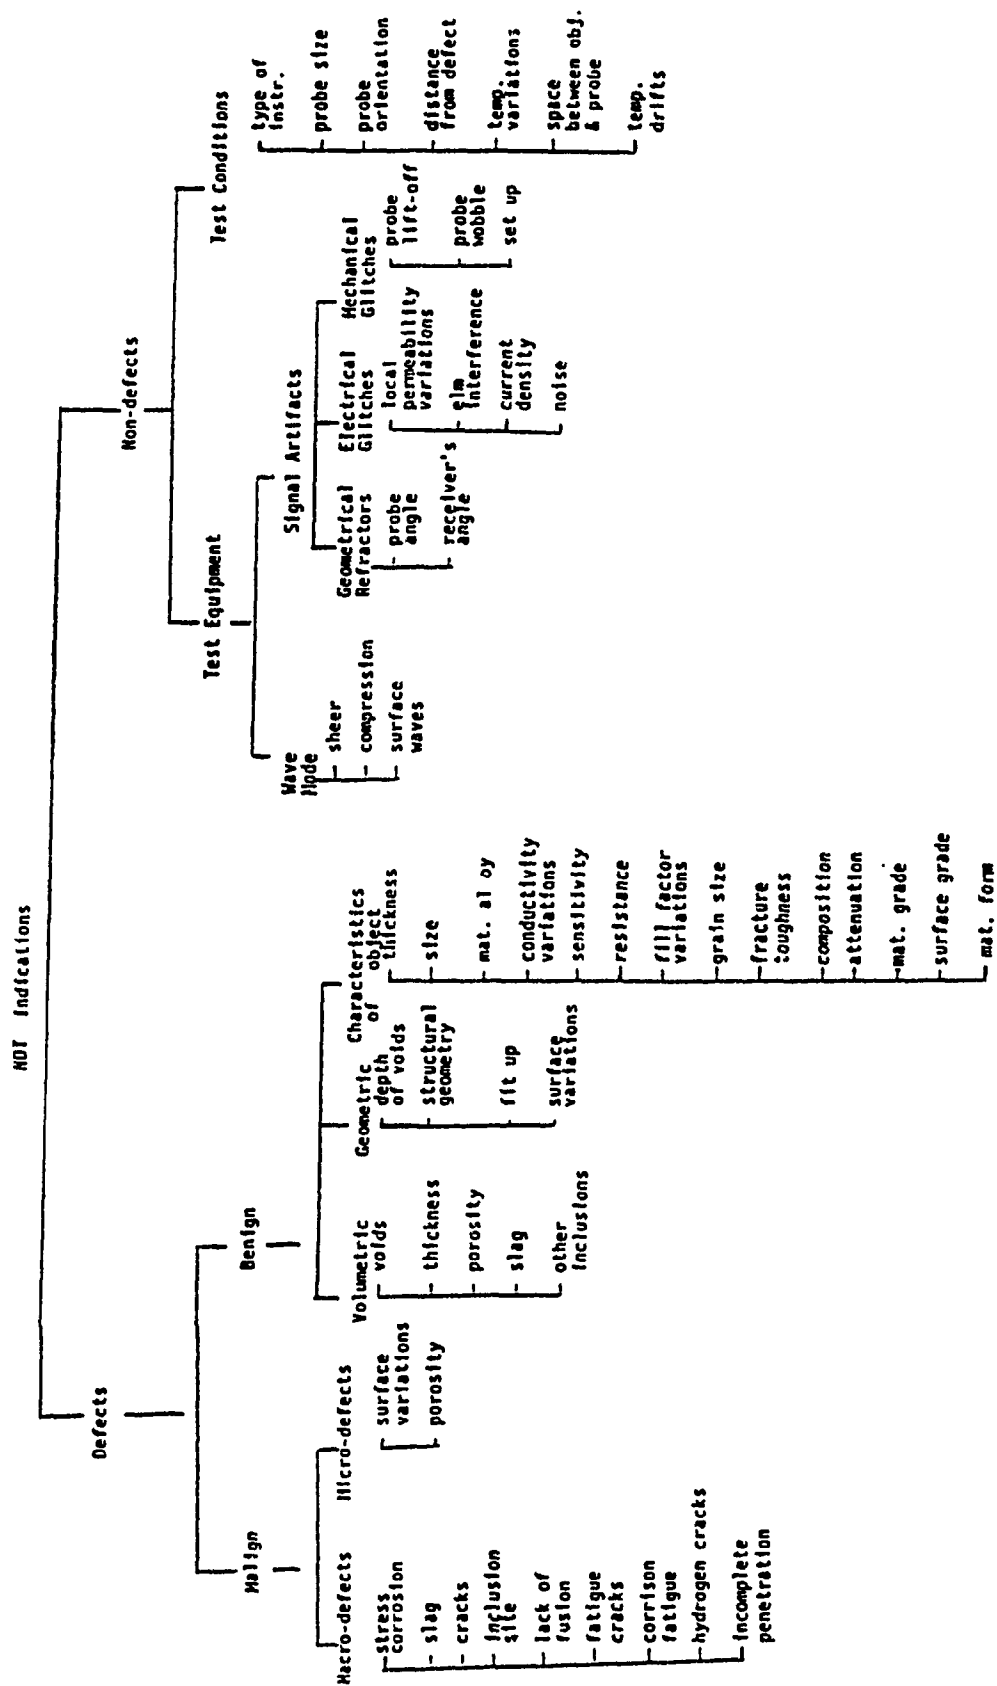 NDT Indications
Defects
Non-defects
Malign
Benign
Test Equipment
Test Conditions
Macro-defects
stress
corrosion
slag
cracks
inclusion
sile
lack of
fusion
fatigue
cracks
corrison
fatigue
hydrogen cracks
incomplete
penetration
Micro-defects
surface
variations
porosity
Volumetric
voids
thickness
porosity
slag
other
inclusions
Geometric
depth
of voids
structural
geometry
fit up
surface
variations
Characteristics
of object
thickness
size
mat. al oy
conductivity
variations
sensitivity
resistance
fill factor
variations
grain size
fracture
toughness
composition
attenuation
mat. grade
surface grade
mat. form
Wave
Mode
sheer
compression
surface
waves
Signal Artifacts
Geometrical
Refractors
probe
angle
receiver's
angle
Electrical
Glitches
local
permeability
variations
elm
interference
current
density
noise
Mechanical
Glitches
probe
lift-off
probe
wobble
set up
type of
instr.
probe size
probe
orientation
distance
from defect
temp.
variations
space
between obj.
& probe
temp.
drifts